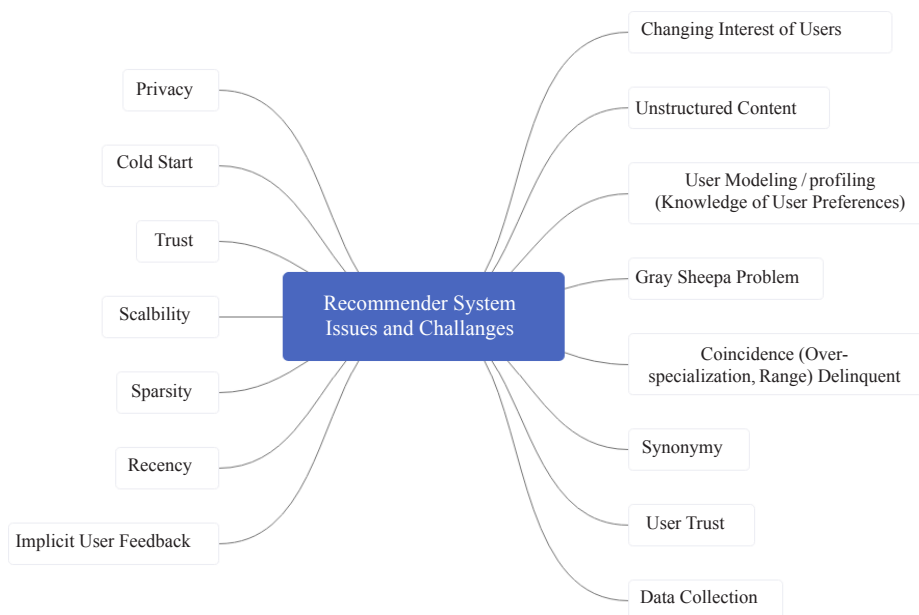 Privacy
Cold Start
Trust
Scalbility
Sparsity
Recency
Implicit User Feedback
Recommender System
Issues and Challanges
Changing Interest of Users
Unstructured Content
User Modeling / profiling
(Knowledge of User Preferences)
Gray Sheepa Problem
Coincidence (Over-
specialization, Range) Delinquent
Synonymy
User Trust
Data Collection